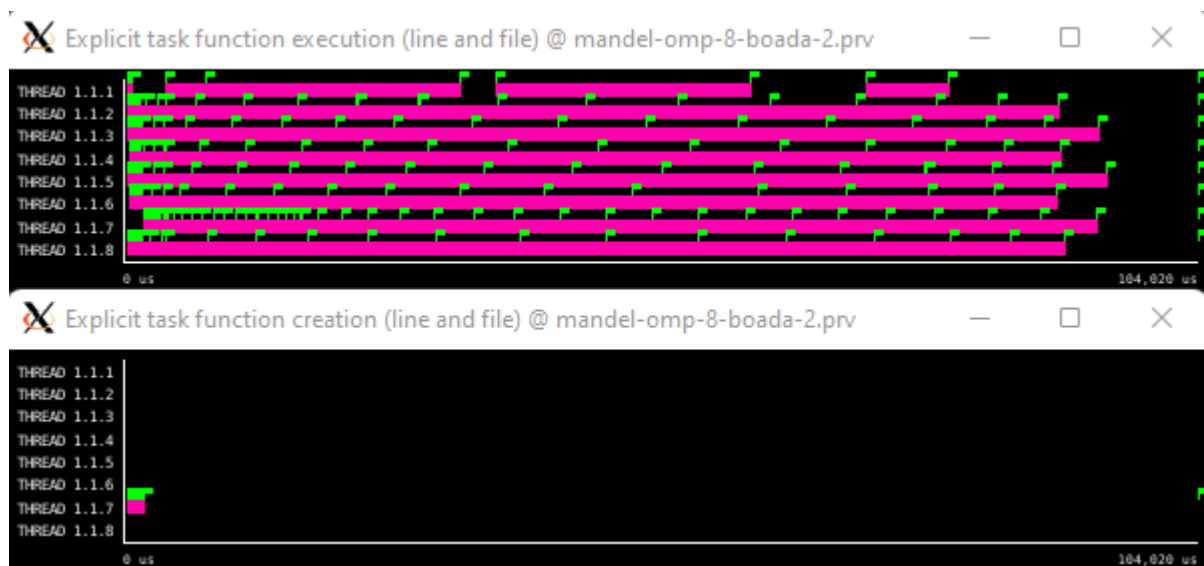 Explicit task function execution (line and file) @ mandel-omp-8-boada-2.prv
THREAD 1.1.1
THREAD 1.1.2
THREAD 1.1.3
THREAD 1.1.4
THREAD 1.1.5
THREAD 1.1.6
THREAD 1.1.7
THREAD 1.1.8
0 us 104,020 us
Explicit task function creation (line and file) @ mandel-omp-8-boada-2.prv
THREAD 1.1.1
THREAD 1.1.2
THREAD 1.1.3
THREAD 1.1.4
THREAD 1.1.5
THREAD 1.1.6
THREAD 1.1.7
THREAD 1.1.8
0 us 104,020 us